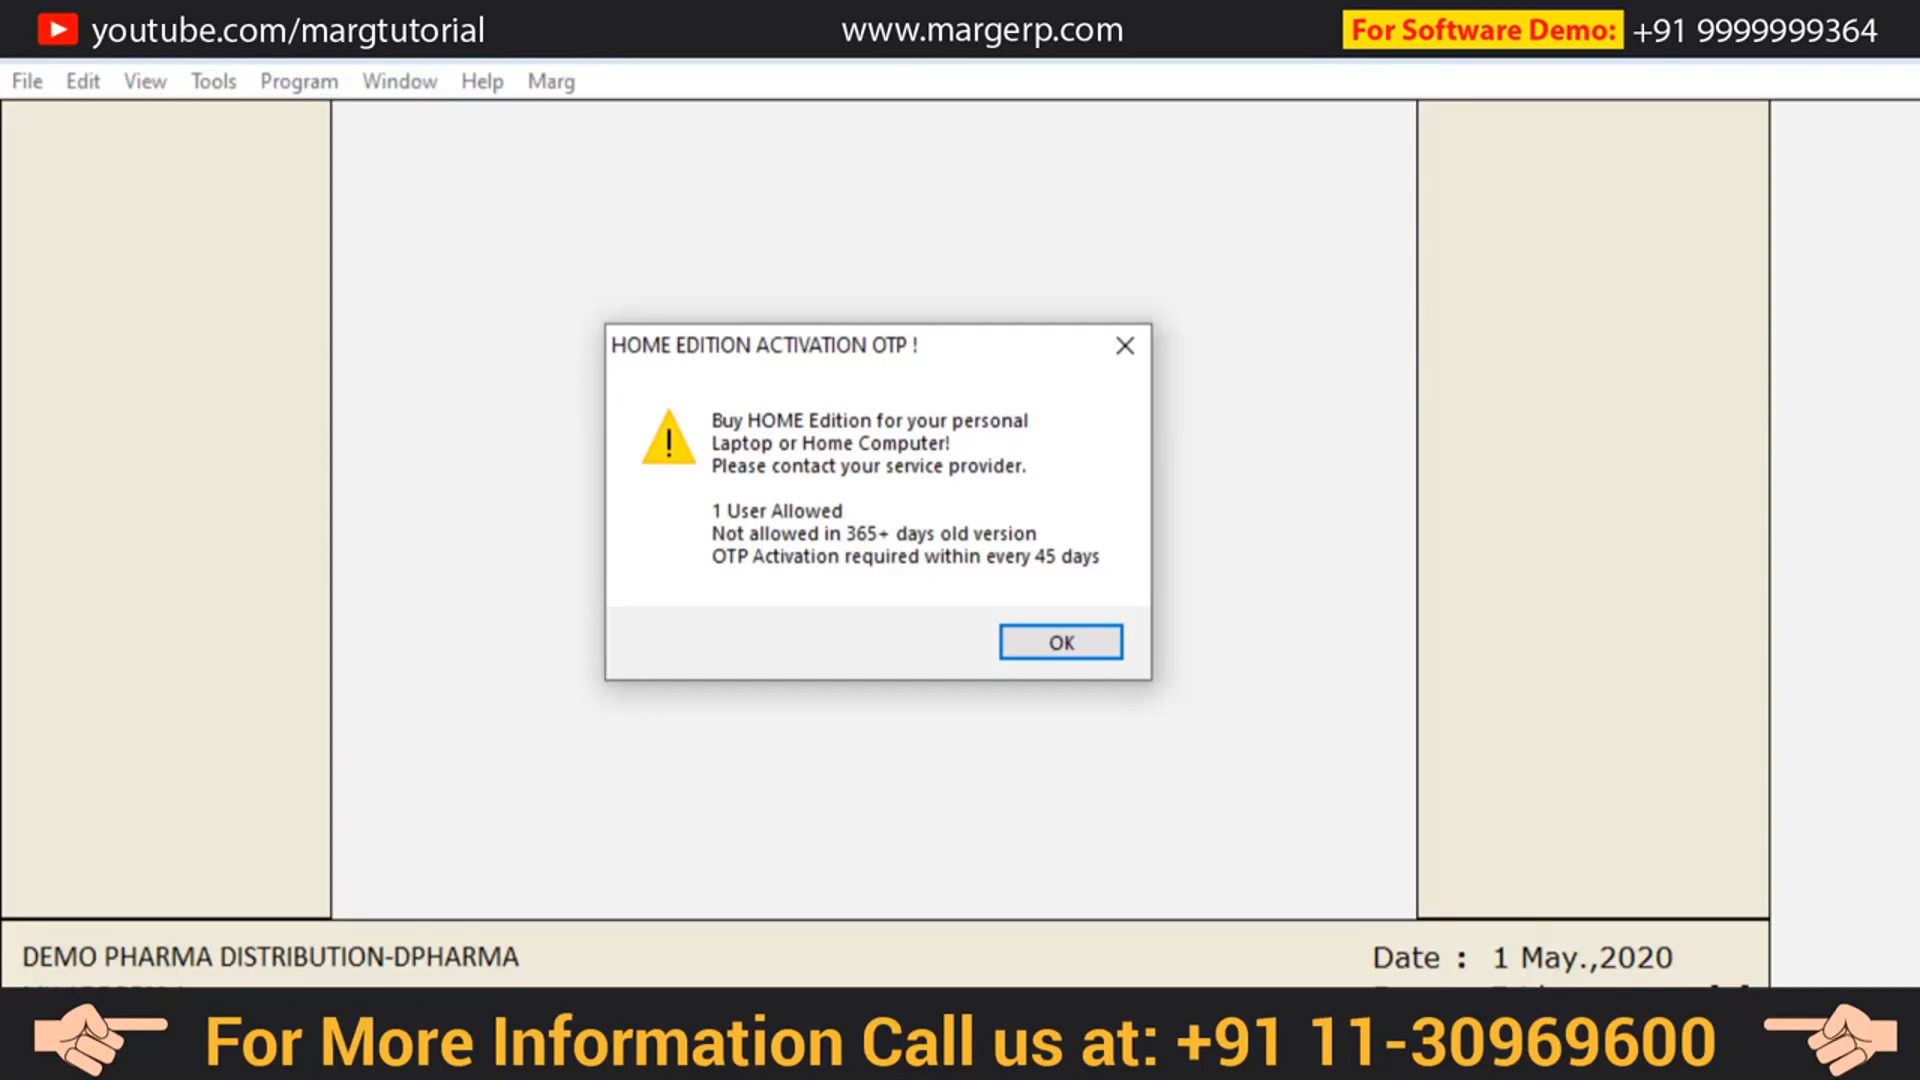 youtube.com/margtutorial
www.margerp.com
For Software Demo: +91 9999999364
File Edit View Tools Program Window Help Marg
HOME EDITION ACTIVATION OTP !
Buy HOME Edition for your personal
Laptop or Home Computer!
Please contact your service provider.
1 User Allowed
Not allowed in 365+ days old version
OTP Activation required within every 45 days
OK
DEMO PHARMA DISTRIBUTION-DPHARMA
Date : 1 May.,2020
For More Information Call us at: +91 11-30969600